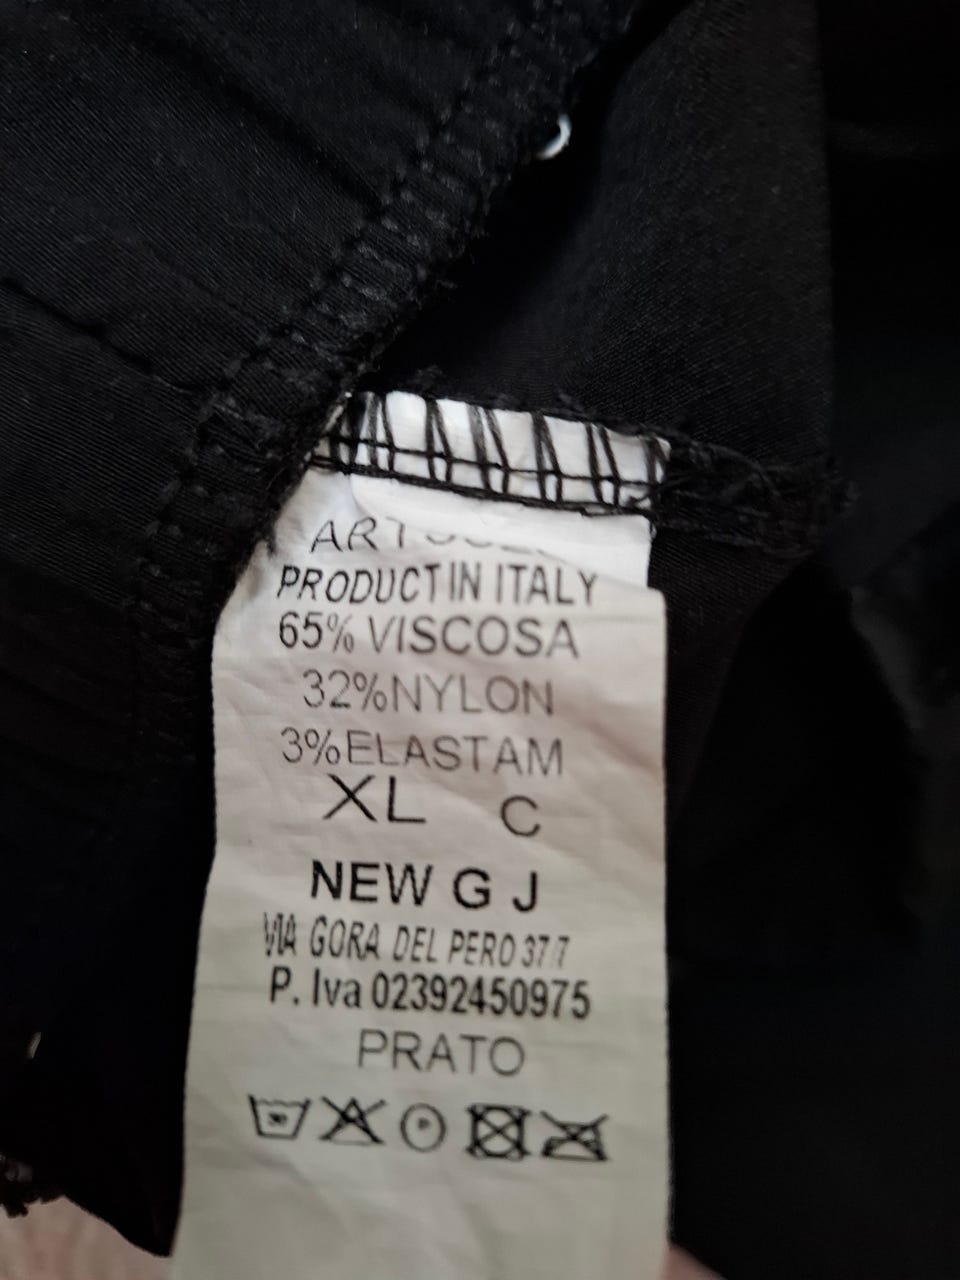 ART
PRODUCT IN ITALY
65% VISCOSA
32%NYLON
3%ELASTAM
XL C
NEW G J
VIA GORA DEL PERO 37/7
P. Iva 02392450975
PRATO
P